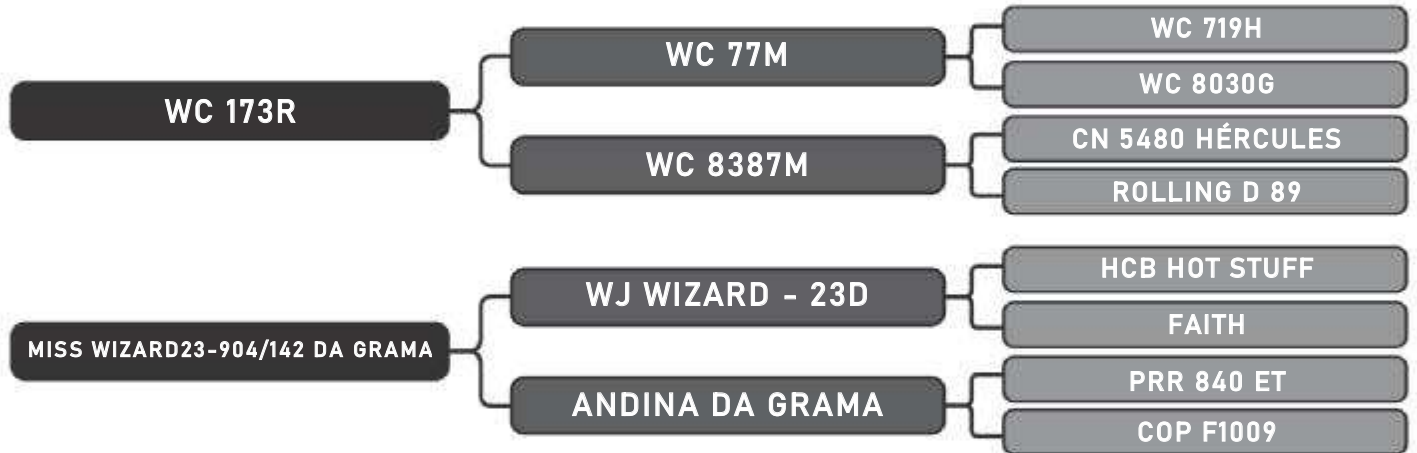 WC 173R
WC 77M
WC 719H
WC 8030G
WC 8387M
CN 5480 HÉRCULES
ROLLING D 89
MISS WIZARD23-904/142 DA GRAMA
WJ WIZARD - 23D
HCB HOT STUFF
FAITH
ANDINA DA GRAMA
PRR 840 ET
COP F1009